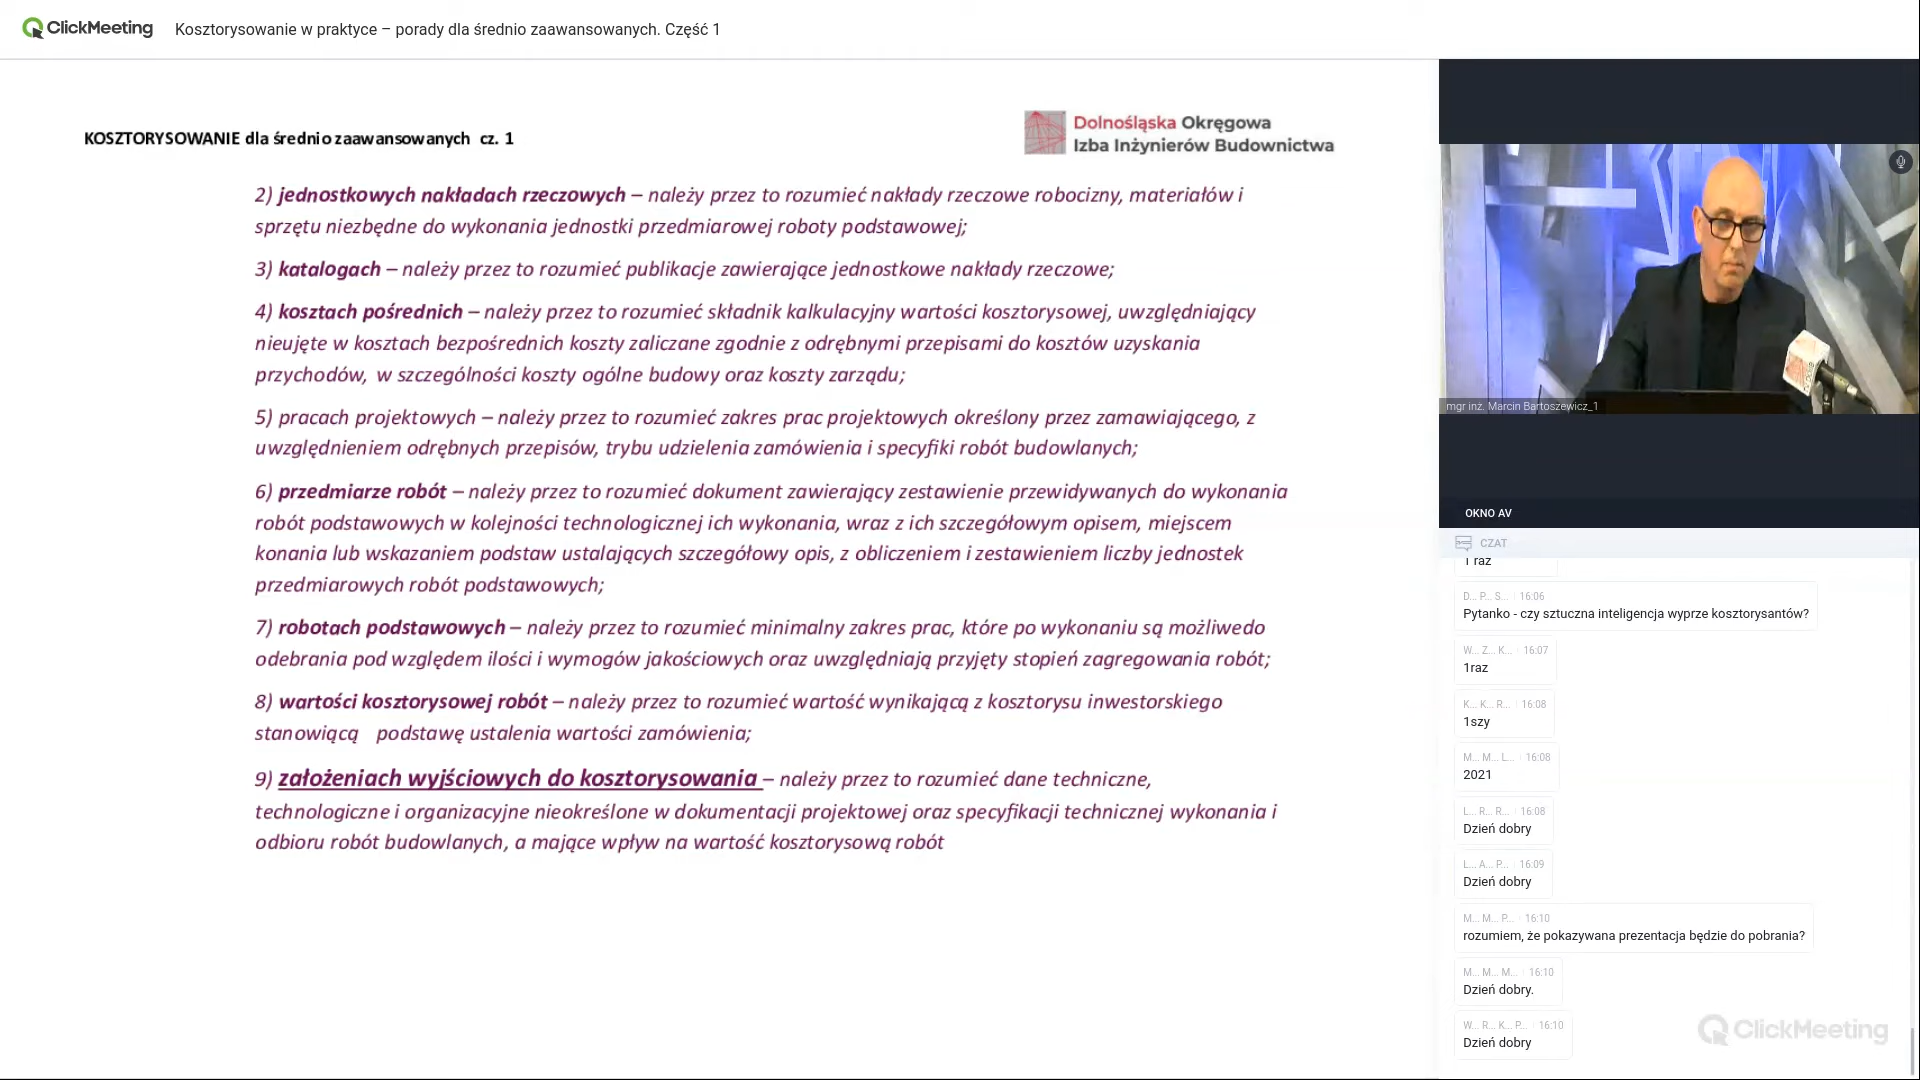 ClickMeeting
Kosztorysowanie w praktyce – porady dla średnio zaawansowanych. Część 1
KOSZTORYSOWANIE dla średnio zaawansowanych cz. 1
Dolnośląska Okręgowa
Izba Inżynierów Budownictwa
2) jednostkowych nakładach rzeczowych – należy przez to rozumieć nakłady rzeczowe robocizny, materiałów i
sprzętu niezbędne do wykonania jednostki przedmiarowej roboty podstawowej;
3) katalogach – należy przez to rozumieć publikacje zawierające jednostkowe nakłady rzeczowe;
4) kosztach pośrednich – należy przez to rozumieć składnik kalkulacyjny wartości kosztorysowej, uwzględniający
nieujęte w kosztach bezpośrednich koszty zaliczane zgodnie z odrębnymi przepisami do kosztów uzyskania
przychodów, w szczególności koszty ogólne budowy oraz koszty zarządu;
5) pracach projektowych – należy przez to rozumieć zakres prac projektowych określony przez zamawiającego, z
uwzględnieniem odrębnych przepisów, trybu udzielenia zamówienia i specyfiki robót budowlanych;
6) przedmiarze robót – należy przez to rozumieć dokument zawierający zestawienie przewidywanych do wykonania
robót podstawowych w kolejności technologicznej ich wykonania, wraz z ich szczegółowym opisem, miejscem
konania lub wskazaniem podstaw ustalających szczegółowy opis, z obliczeniem i zestawieniem liczby jednostek
przedmiarowych robót podstawowych;
7) robotach podstawowych – należy przez to rozumieć minimalny zakres prac, które po wykonaniu są możliwedo
odebrania pod względem ilości i wymogów jakościowych oraz uwzględniają przyjęty stopień zagregowania robót;
8) wartości kosztorysowej robót – należy przez to rozumieć wartość wynikającą z kosztorysu inwestorskiego
stanowiącą podstawę ustalenia wartości zamówienia;
9) założeniach wyjściowych do kosztorysowania – należy przez to rozumieć dane techniczne,
technologiczne i organizacyjne nieokreślone w dokumentacji projektowej oraz specyfikacji technicznej wykonania i
odbioru robót budowlanych, a mające wpływ na wartość kosztorysową robót
mgr inż. Marcin Bartoszewicz_1
OKNO AV
CZAT
1 raz
D... P... S... 16:06
Pytanko - czy sztuczna inteligencja wyprze kosztorysantów?
W... Z... K... 16:07
1raz
K... K... R... 16:08
1szy
M... M... L... 16:08
2021
L... R... R... 16:08
Dzień dobry
L... A... P... 16:09
Dzień dobry
M... M... P... 16:10
rozumiem, że pokazywana prezentacja będzie do pobrania?
M... M... M... 16:10
Dzień dobry.
W... R... K... P... 16:10
Dzień dobry
ClickMeeting